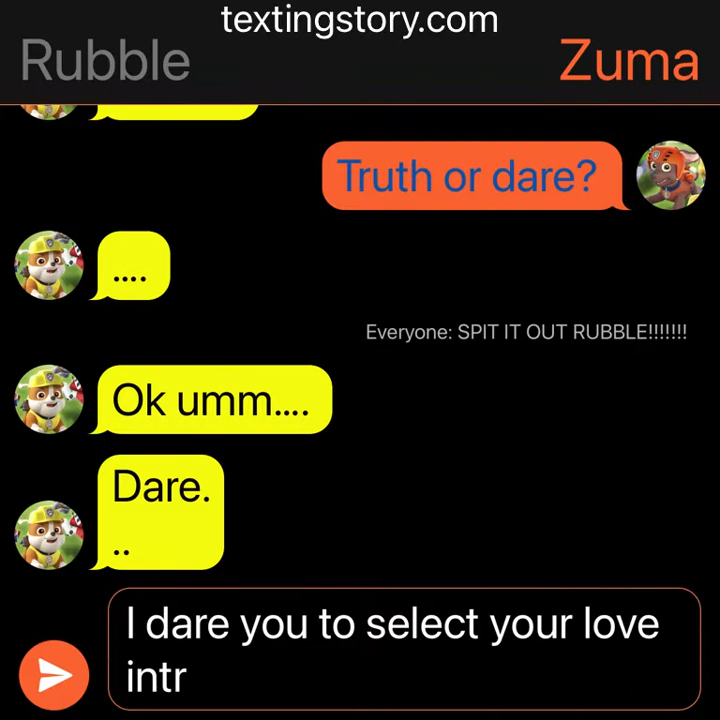 textingstory.com
Rubble
Zuma
Truth or dare?
....
Everyone: SPIT IT OUT RUBBLE!!!!!!!
Ok umm....
Dare.
..
I dare you to select your love
intr